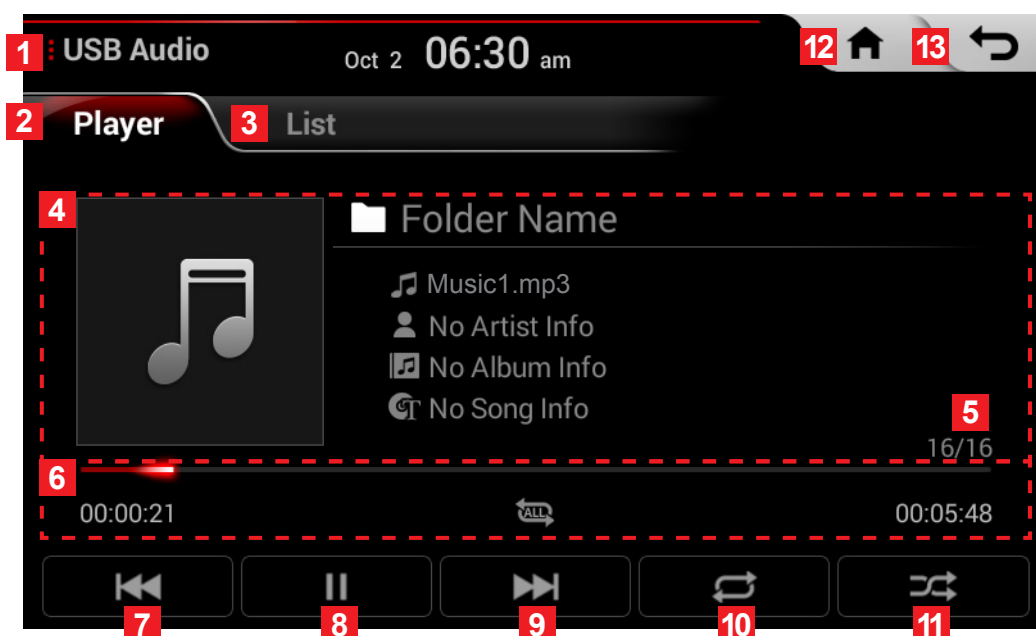 1 USB Audio Oct 2 06:30 am 12 13
2 Player 3 List
4 Folder Name
Music1.mp3
No Artist Info
No Album Info
T No Song Info
5
16/16
6
00:00:21 ALL 00:05:48
7 8 9 10 11